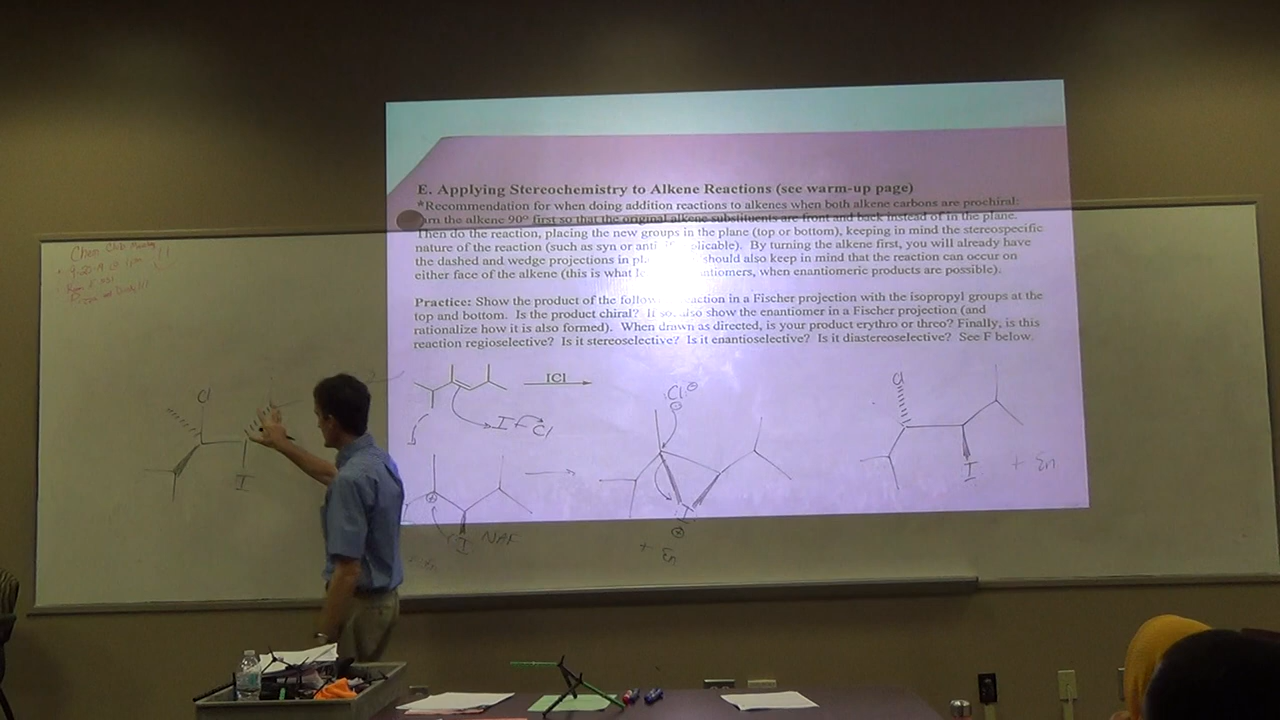 E. Applying Stereochemistry to Alkene Reactions (see warm-up page)
*Recommendation for when doing addition reactions to alkenes when both alkene carbons are prochiral:
rn the alkene 90° first so that the original alkene substituents are front and back instead of in the plane.
Then do the reaction, placing the new groups in the plane (top or bottom), keeping in mind the stereospecific
nature of the reaction (such as syn or anti plicable). By turning the alkene first, you will already have
the dashed and wedge projections in should also keep in mind that the reaction can occur on
either face of the alkene (this is what ntiomers, when enantiomeric products are possible).
Practice: Show the product of the follow ction in a Fischer projection with the isopropyl groups at the
top and bottom. Is the product chiral? If so, also show the enantiomer in a Fischer projection (and
rationalize how it is also formed). When drawn as directed, is your product erythro or threo? Finally, is this
reaction regioselective? Is it stereoselective? Is it enantioselective? Is it diastereoselective? See F below.
ICl
I Cl
I
Cl ⊖
I
⊕
+ En
Cl
I
+ En
Cl
I
Chem Club Meeting